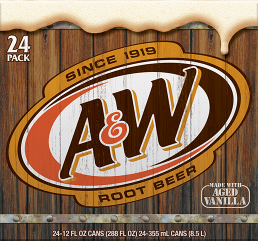 24
PACK
SINCE 1919
A&W
ROOT BEER
MADE WITH
AGED
VANILLA
24-12 FL OZ CANS (288 FL OZ) 24-355 mL CANS (8.5 L)